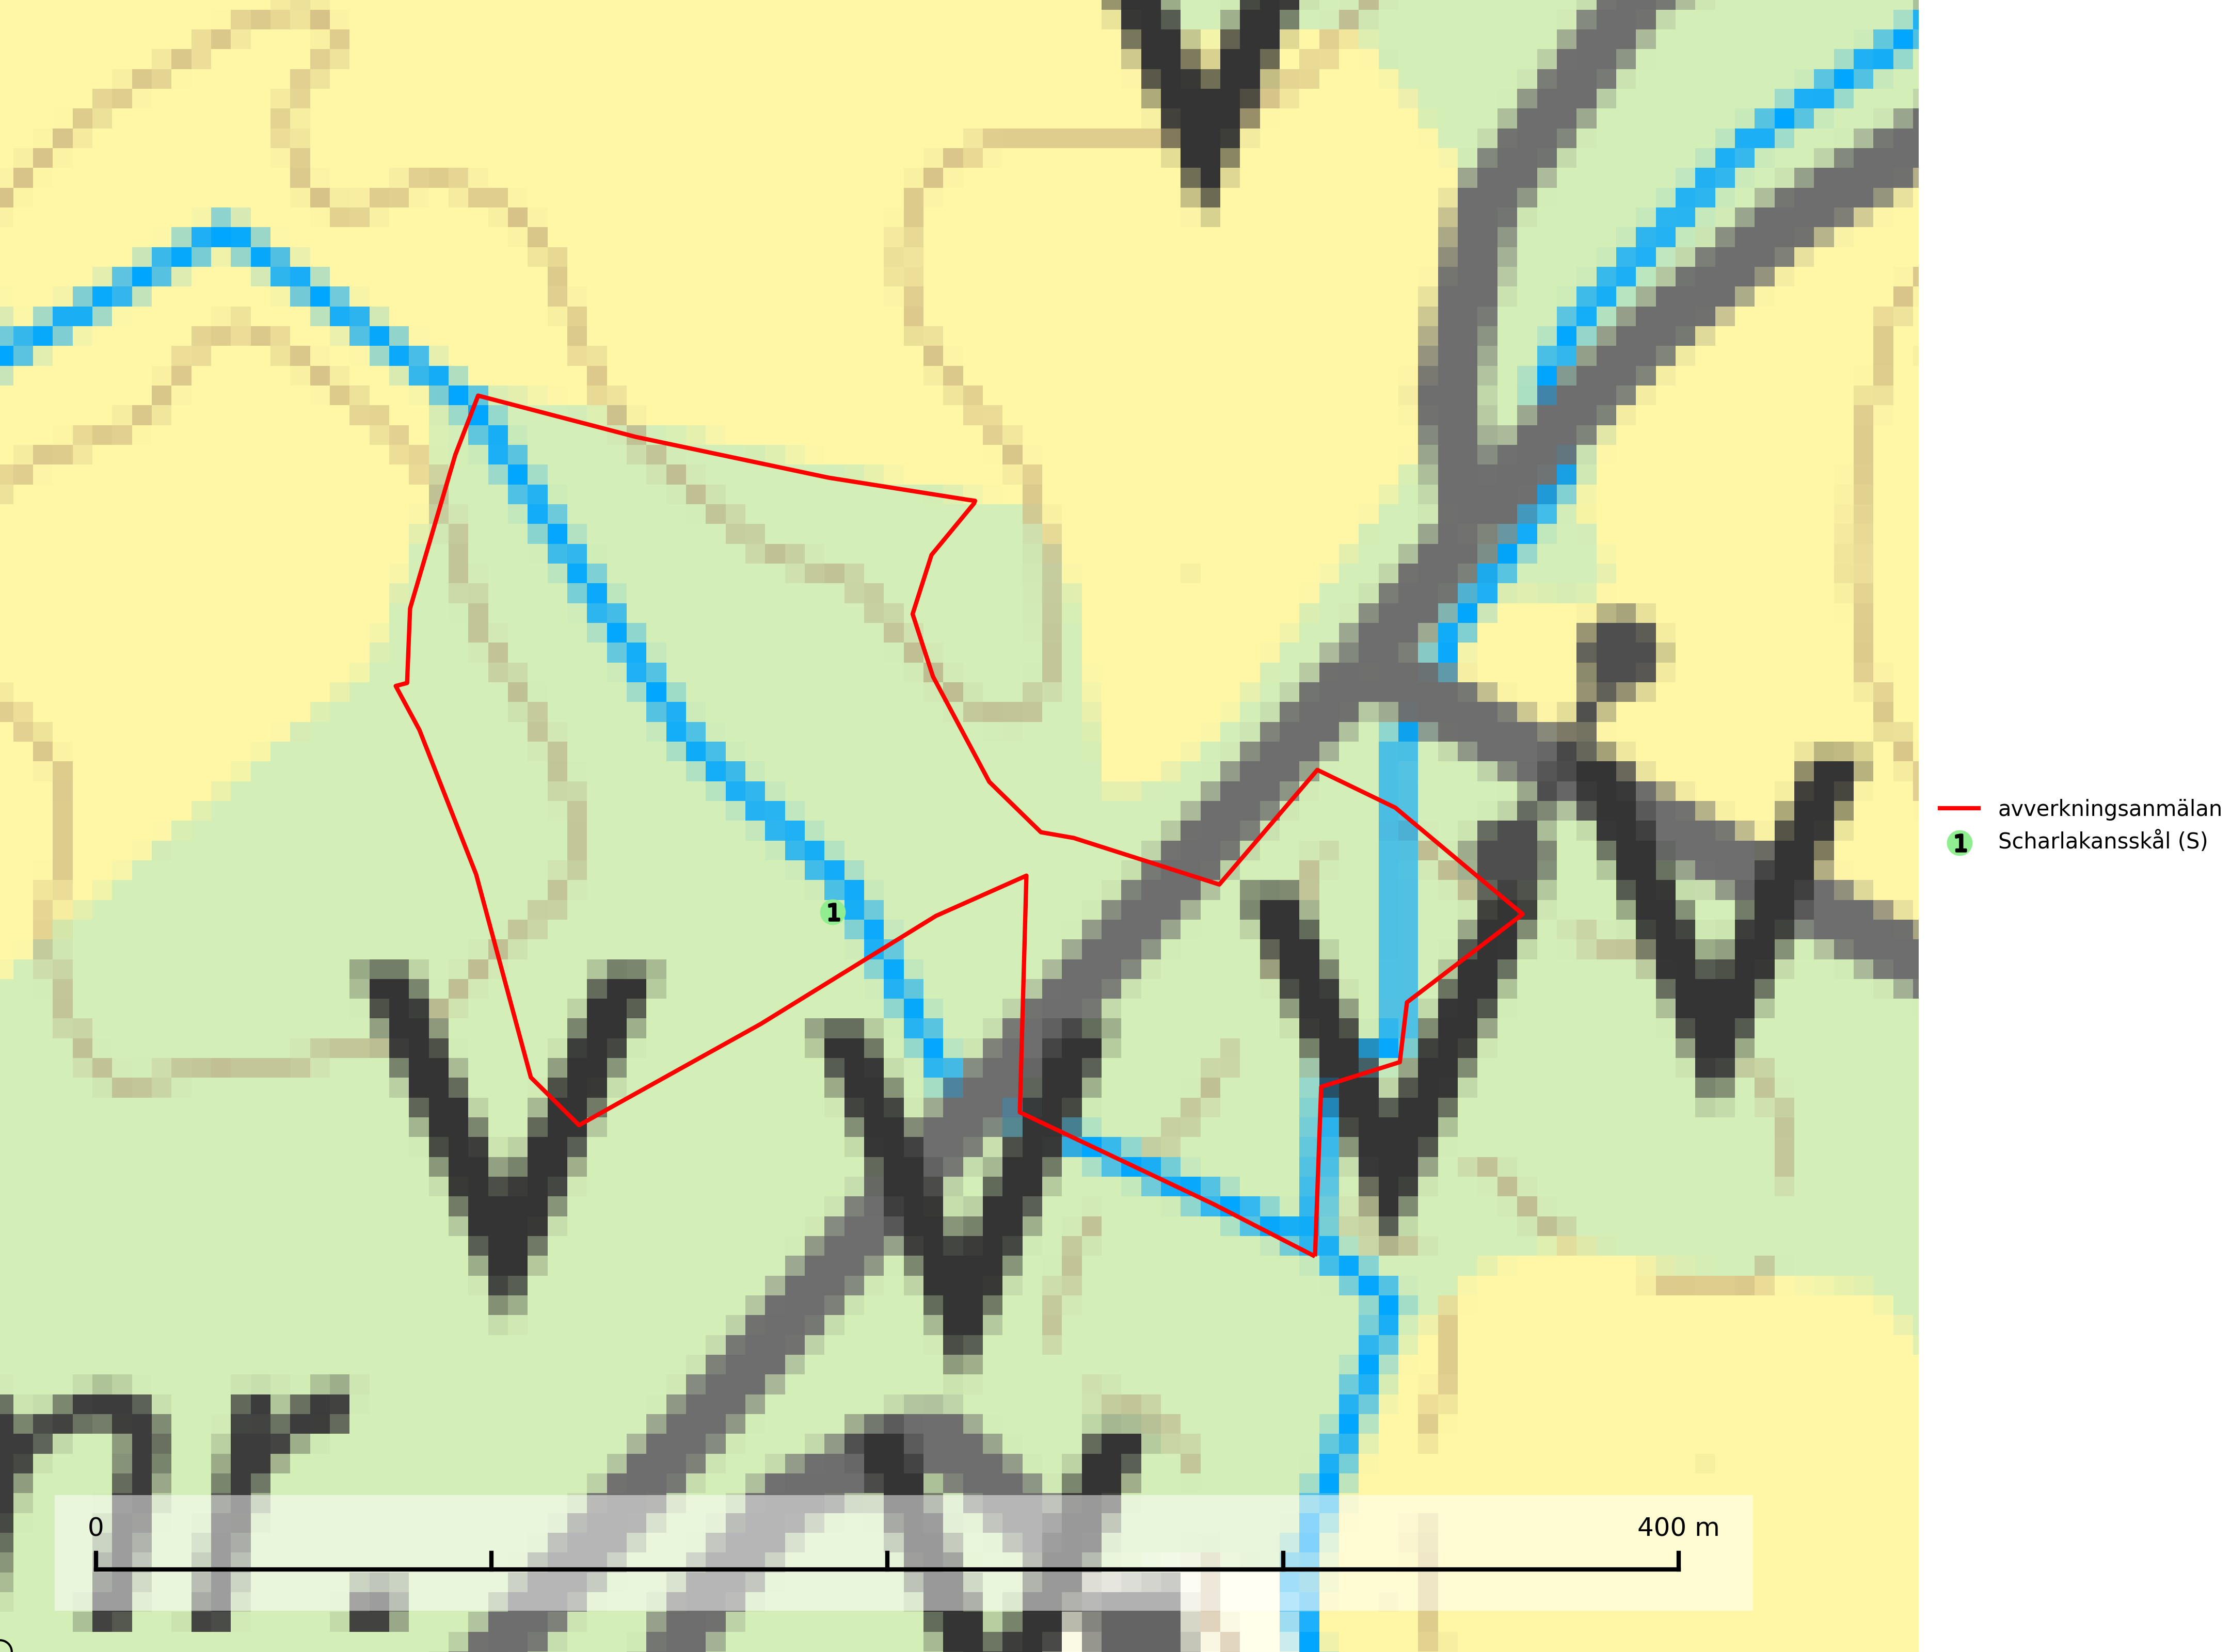 avverkningsanmälan
1 Scharlakansskål (S)
1
0 400 m